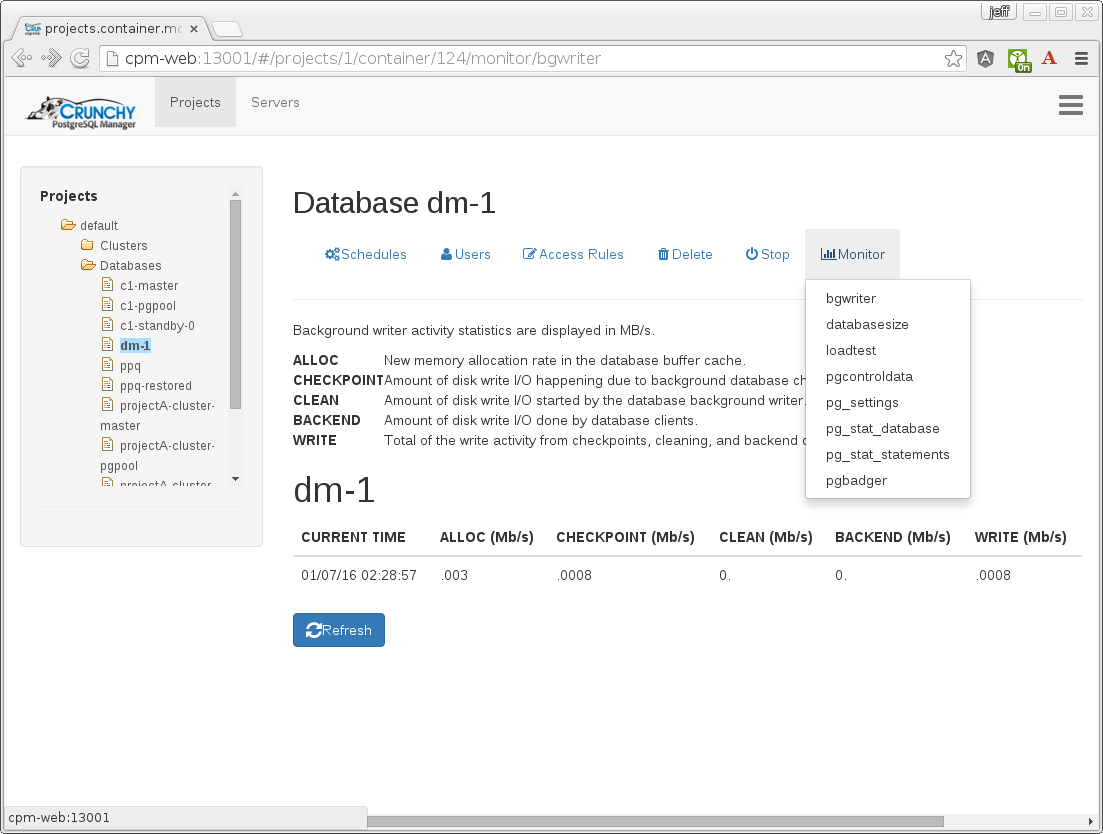 jeff
projects.container.mc
cpm-web:13001/#/projects/1/container/124/monitor/bgwriter
A On A
CRUNCHY
PostgreSQL Manager
Projects Servers
Projects
default
Clusters
Databases
c1-master
c1-pgpool
c1-standby-0
dm-1
ppq
ppq-restored
projectA-cluster-
master
projectA-cluster-
pgpool
projectA-cluster-
Database dm-1
Schedules Users Access Rules Delete Stop Monitor
bgwriter
databasesize
loadtest
pgcontroldata
pg_settings
pg_stat_database
pg_stat_statements
pgbadger
Background writer activity statistics are displayed in MB/s.
ALLOC New memory allocation rate in the database buffer cache.
CHECKPOINT Amount of disk write I/O happening due to background database ch
CLEAN Amount of disk write I/O started by the database background writer.
BACKEND Amount of disk write I/O done by database clients.
WRITE Total of the write activity from checkpoints, cleaning, and backend
dm-1
CURRENT TIME ALLOC (Mb/s) CHECKPOINT (Mb/s) CLEAN (Mb/s) BACKEND (Mb/s) WRITE (Mb/s)
01/07/16 02:28:57 .003 .0008 0. 0. .0008
Refresh
cpm-web:13001